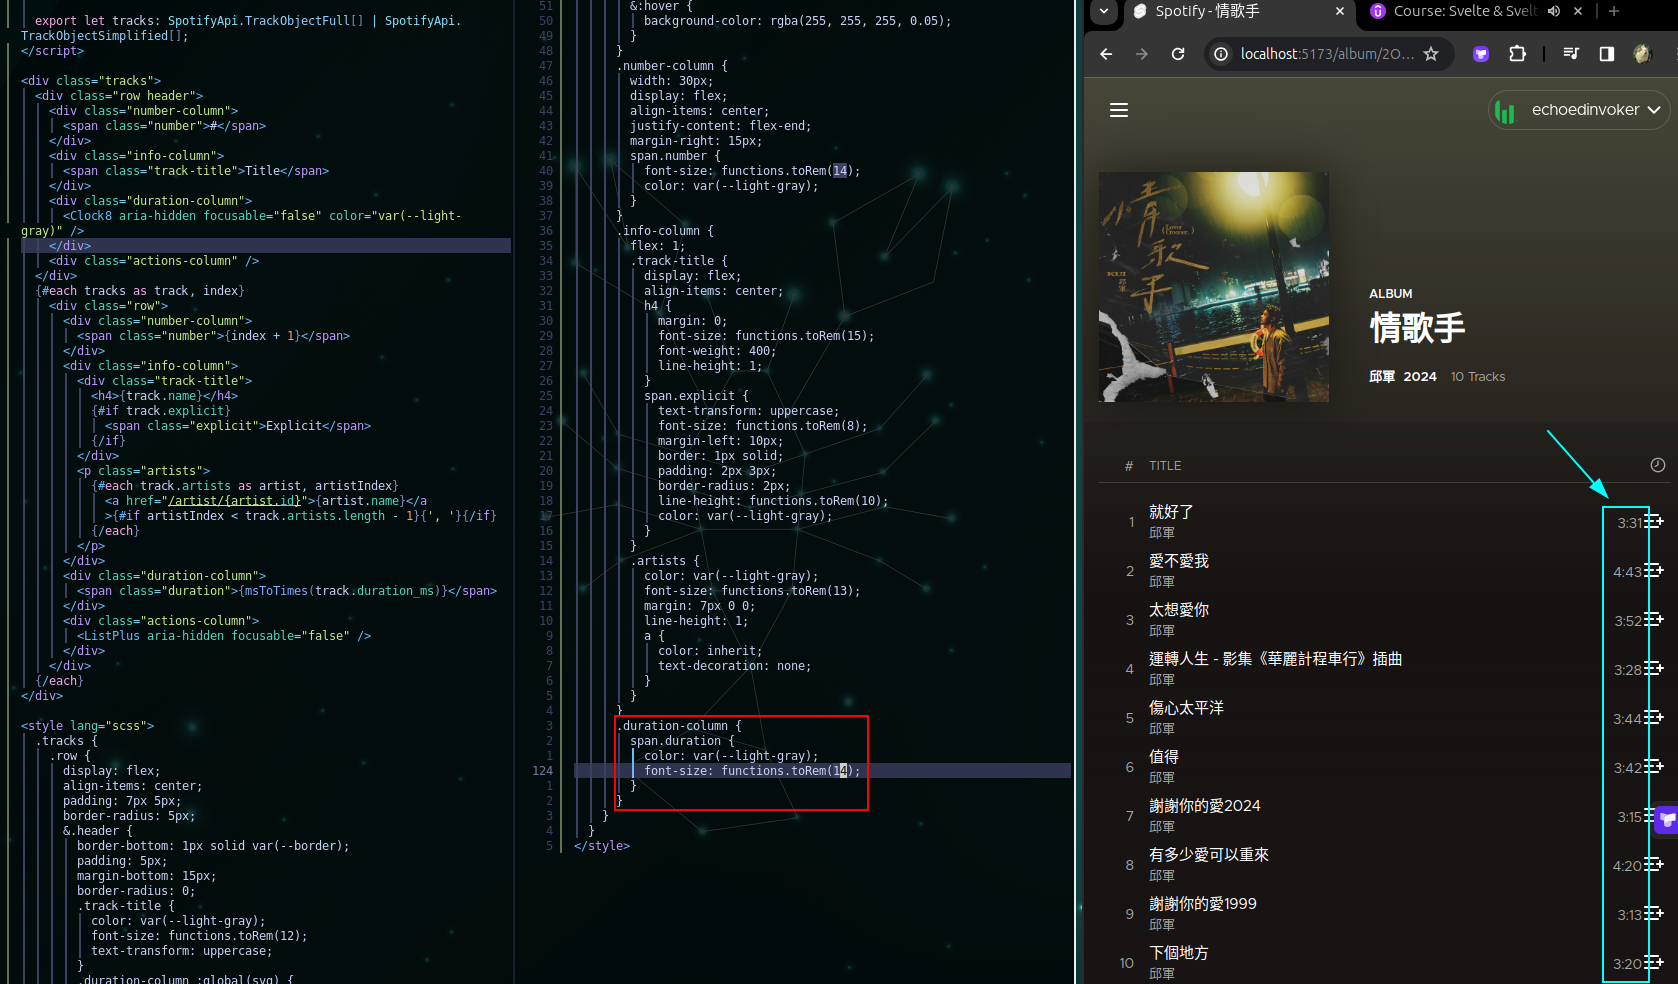 export let tracks: SpotifyApi.TrackObjectFull[] | SpotifyApi.
TrackObjectSimplified[];
</script>
<div class="tracks">
<div class="row header">
<div class="number-column">
<span class="number">#</span>
</div>
<div class="info-column">
<span class="track-title">Title</span>
</div>
<div class="duration-column">
<Clock8 aria-hidden focusable="false" color="var(--light-
gray)" />
</div>
<div class="actions-column" />
</div>
{#each tracks as track, index}
<div class="row">
<div class="number-column">
<span class="number">{index + 1}</span>
</div>
<div class="info-column">
<div class="track-title">
<h4>{track.name}</h4>
{#if track.explicit}
<span class="explicit">Explicit</span>
{/if}
</div>
<p class="artists">
{#each track.artists as artist, artistIndex}
<a href="/artist/{artist.id}">{artist.name}</a
>{#if artistIndex < track.artists.length - 1}{', '}{/if}
{/each}
</p>
</div>
<div class="duration-column">
<span class="duration">{msToTimes(track.duration_ms)}</span>
</div>
<div class="actions-column">
<ListPlus aria-hidden focusable="false" />
</div>
</div>
{/each}
</div>
<style lang="scss">
.tracks {
.row {
display: flex;
align-items: center;
padding: 7px 5px;
border-radius: 5px;
&.header {
border-bottom: 1px solid var(--border);
padding: 5px;
margin-bottom: 15px;
border-radius: 0;
.track-title {
color: var(--light-gray);
font-size: functions.toRem(12);
text-transform: uppercase;
}
.duration-column :global(svg) {
51 &:hover {
50 background-color: rgba(255, 255, 255, 0.05);
49 }
48 }
47 .number-column {
46 width: 30px;
45 display: flex;
44 align-items: center;
43 justify-content: flex-end;
42 margin-right: 15px;
41 span.number {
40 font-size: functions.toRem(14);
39 color: var(--light-gray);
38 }
37 }
36 .info-column {
35 flex: 1;
34 .track-title {
33 display: flex;
32 align-items: center;
31 h4 {
30 margin: 0;
29 font-size: functions.toRem(15);
28 font-weight: 400;
27 line-height: 1;
26 }
25 span.explicit {
24 text-transform: uppercase;
23 font-size: functions.toRem(8);
22 margin-left: 10px;
21 border: 1px solid;
20 padding: 2px 3px;
19 border-radius: 2px;
18 line-height: functions.toRem(10);
17 color: var(--light-gray);
16 }
15 }
14 .artists {
13 color: var(--light-gray);
12 font-size: functions.toRem(13);
11 margin: 7px 0 0;
10 line-height: 1;
9 a {
8 color: inherit;
7 text-decoration: none;
6 }
5 }
4 }
3 .duration-column {
2 span.duration {
1 color: var(--light-gray);
124 font-size: functions.toRem(14);
1 }
2 }
3 }
4 }
5 </style>
Spotify - 情歌手
Course: Svelte & Svel
localhost:5173/album/2O...
echoedinvoker
小情歌手
(Lover Crooner.)
邱軍
ALBUM
情歌手
邱軍 2024 10 Tracks
# TITLE
1 就好了 3:31
邱軍
2 愛不愛我 4:43
邱軍
3 太想愛你 3:52
邱軍
4 運轉人生 - 影集《華麗計程車行》插曲 3:28
邱軍
5 傷心太平洋 3:44
邱軍
6 值得 3:42
邱軍
7 謝謝你的愛2024 3:15
邱軍
8 有多少愛可以重來 4:20
邱軍
9 謝謝你的愛1999 3:13
邱軍
10 下個地方 3:20
邱軍